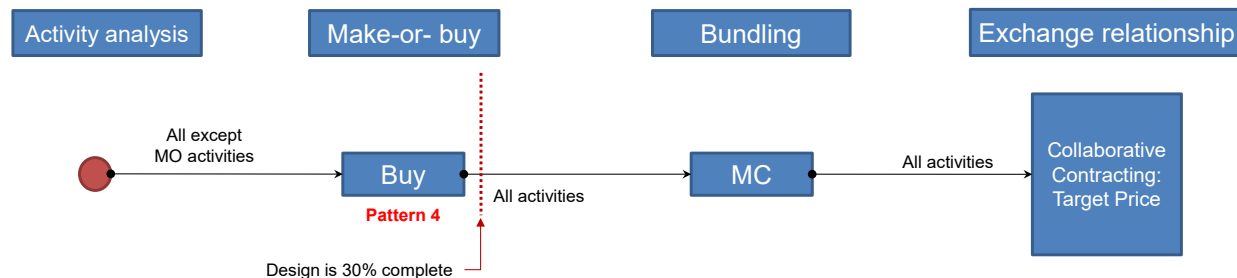 Activity analysis
Make-or- buy
Bundling
Exchange relationship
All except
MO activities
Buy
Pattern 4
All activities
MC
All activities
Collaborative
Contracting:
Target Price
Design is 30% complete